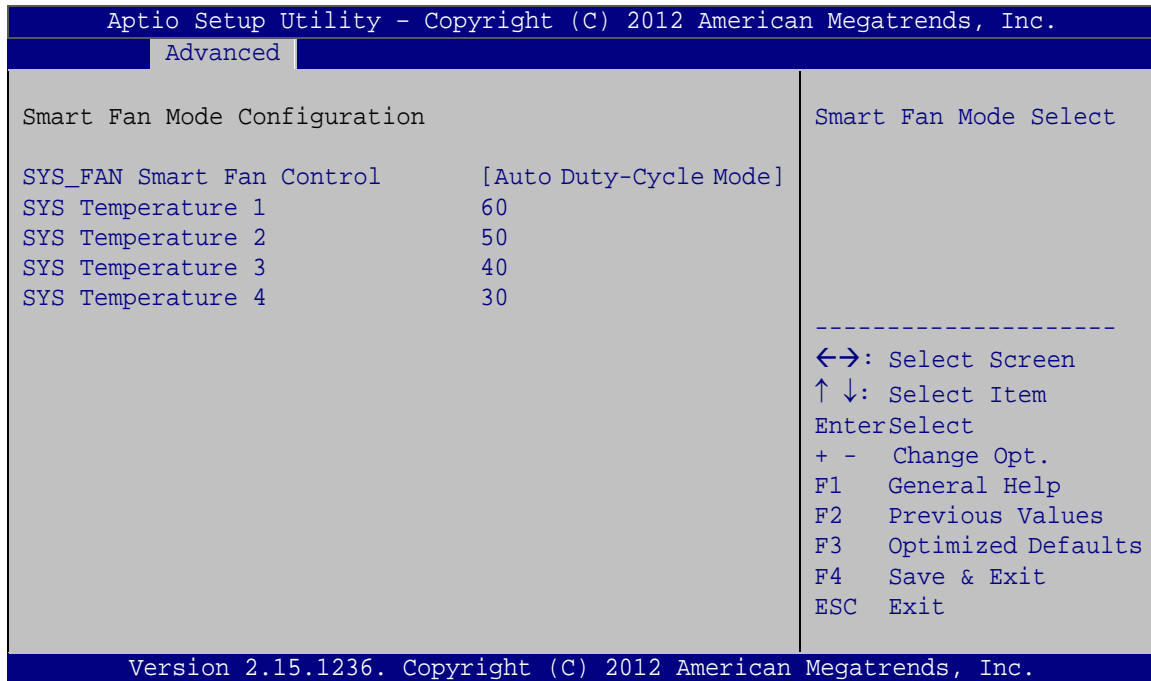 Aptio Setup Utility – Copyright (C) 2012 American Megatrends, Inc.
Advanced
Smart Fan Mode Configuration
SYS_FAN Smart Fan Control [Auto Duty-Cycle Mode]
SYS Temperature 1 60
SYS Temperature 2 50
SYS Temperature 3 40
SYS Temperature 4 30
Smart Fan Mode Select
---------------------
←→: Select Screen
↑ ↓: Select Item
EnterSelect
+ - Change Opt.
F1 General Help
F2 Previous Values
F3 Optimized Defaults
F4 Save & Exit
ESC Exit
Version 2.15.1236. Copyright (C) 2012 American Megatrends, Inc.